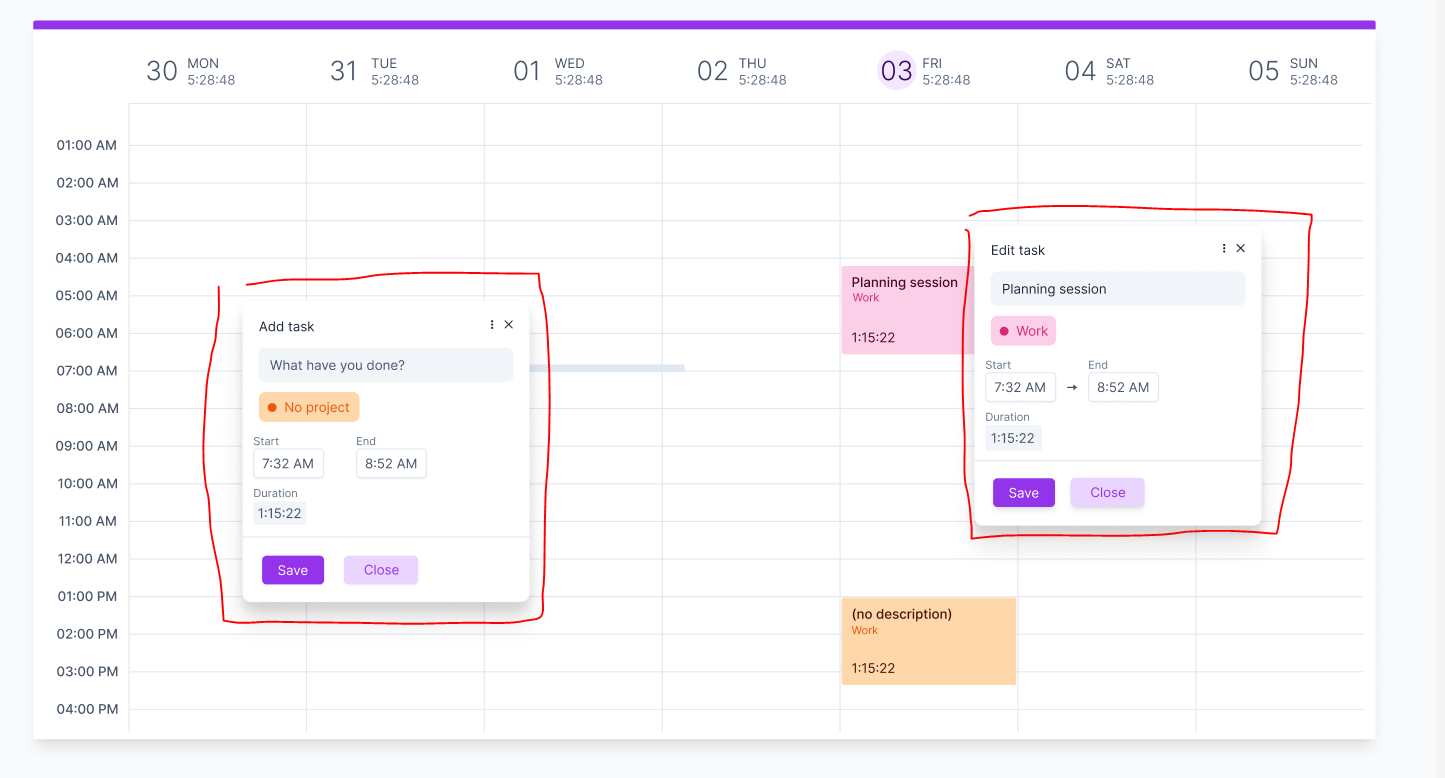 30 MON 5:28:48
31 TUE 5:28:48
01 WED 5:28:48
02 THU 5:28:48
03 FRI 5:28:48
04 SAT 5:28:48
05 SUN 5:28:48
01:00 AM
02:00 AM
03:00 AM
04:00 AM
05:00 AM
06:00 AM
07:00 AM
08:00 AM
09:00 AM
10:00 AM
11:00 AM
12:00 AM
01:00 PM
02:00 PM
03:00 PM
04:00 PM
Add task
What have you done?
No project
Start End
7:32 AM 8:52 AM
Duration
1:15:22
Save Close
Planning session
Work
1:15:22
(no description)
Work
1:15:22
Edit task
Planning session
Work
Start End
7:32 AM → 8:52 AM
Duration
1:15:22
Save Close